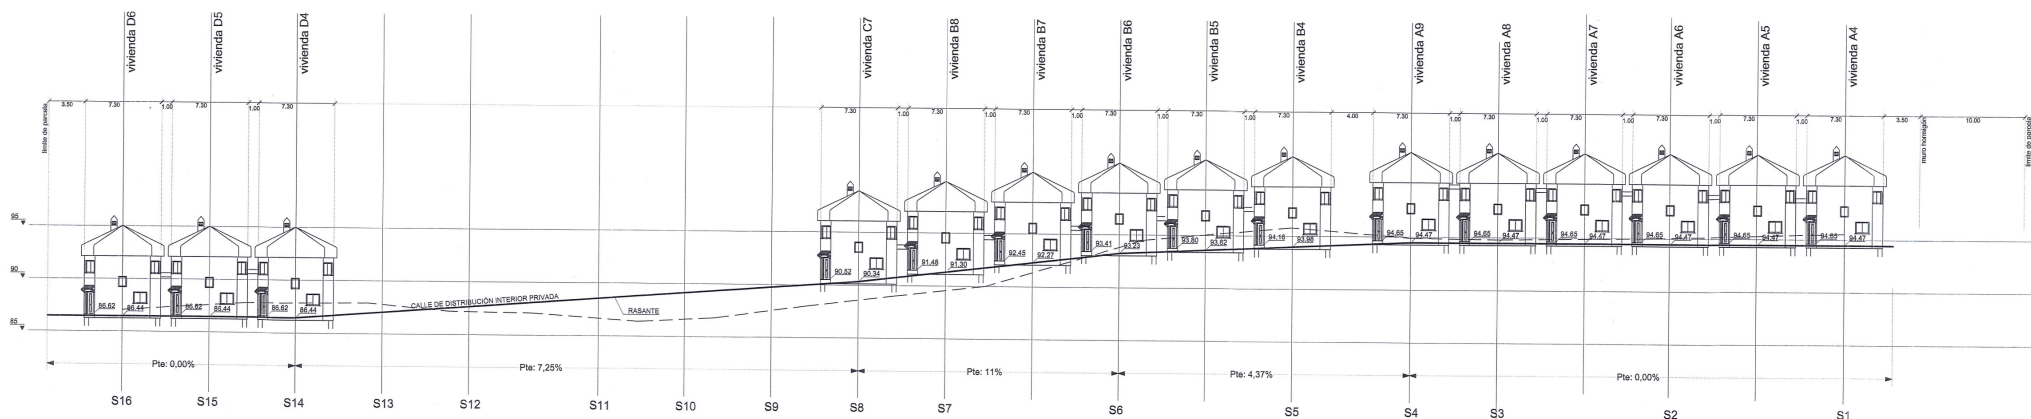 vivienda D6
vivienda D5
vivienda D4
vivienda C7
vivienda B8
vivienda B7
vivienda B6
vivienda B5
vivienda B4
vivienda A9
vivienda A8
vivienda A7
vivienda A6
vivienda A5
vivienda A4
3.50 7.30 1.00 7.30 1.00 7.30
7.30 1.00 7.30 1.00 7.30 1.00 7.30 1.00 7.30 1.00 7.30 4.00 7.30 1.00 7.30 1.00 7.30 1.00 7.30 1.00 7.30 1.00 7.30 3.50 10.00
límite de parcela
muro hormigón
límite de parcela
95
90
85
86.62 86.44
86.62 86.44
86.62 86.44
90.52 90.34
91.48 91.30
92.45 92.27
93.41 93.23
93.80 93.62
94.16 93.98
94.65 94.47
94.65 94.47
94.65 94.47
94.65 94.47
94.65 94.47
94.65 94.47
CALLE DE DISTRIBUCIÓN INTERIOR PRIVADA
RASANTE
Pte: 0,00%
Pte: 7,25%
Pte: 11%
Pte: 4,37%
Pte: 0,00%
S16 S15 S14 S13 S12 S11 S10 S9 S8 S7 S6 S5 S4 S3 S2 S1